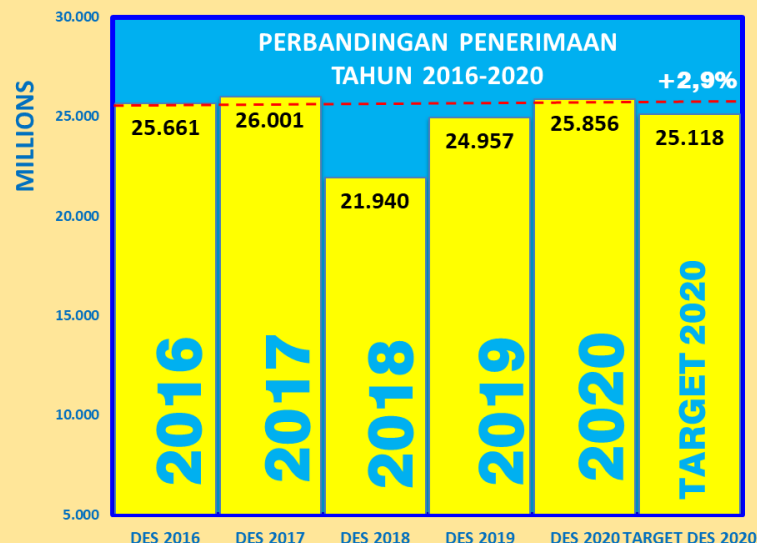 PERBANDINGAN PENERIMAAN
TAHUN 2016-2020
+2,9%
MILLIONS
30.000
25.000
20.000
15.000
10.000
5.000
25.661
26.001
21.940
24.957
25.856
25.118
2016
2017
2018
2019
2020
TARGET 2020
DES 2016
DES 2017
DES 2018
DES 2019
DES 2020
TARGET DES 2020